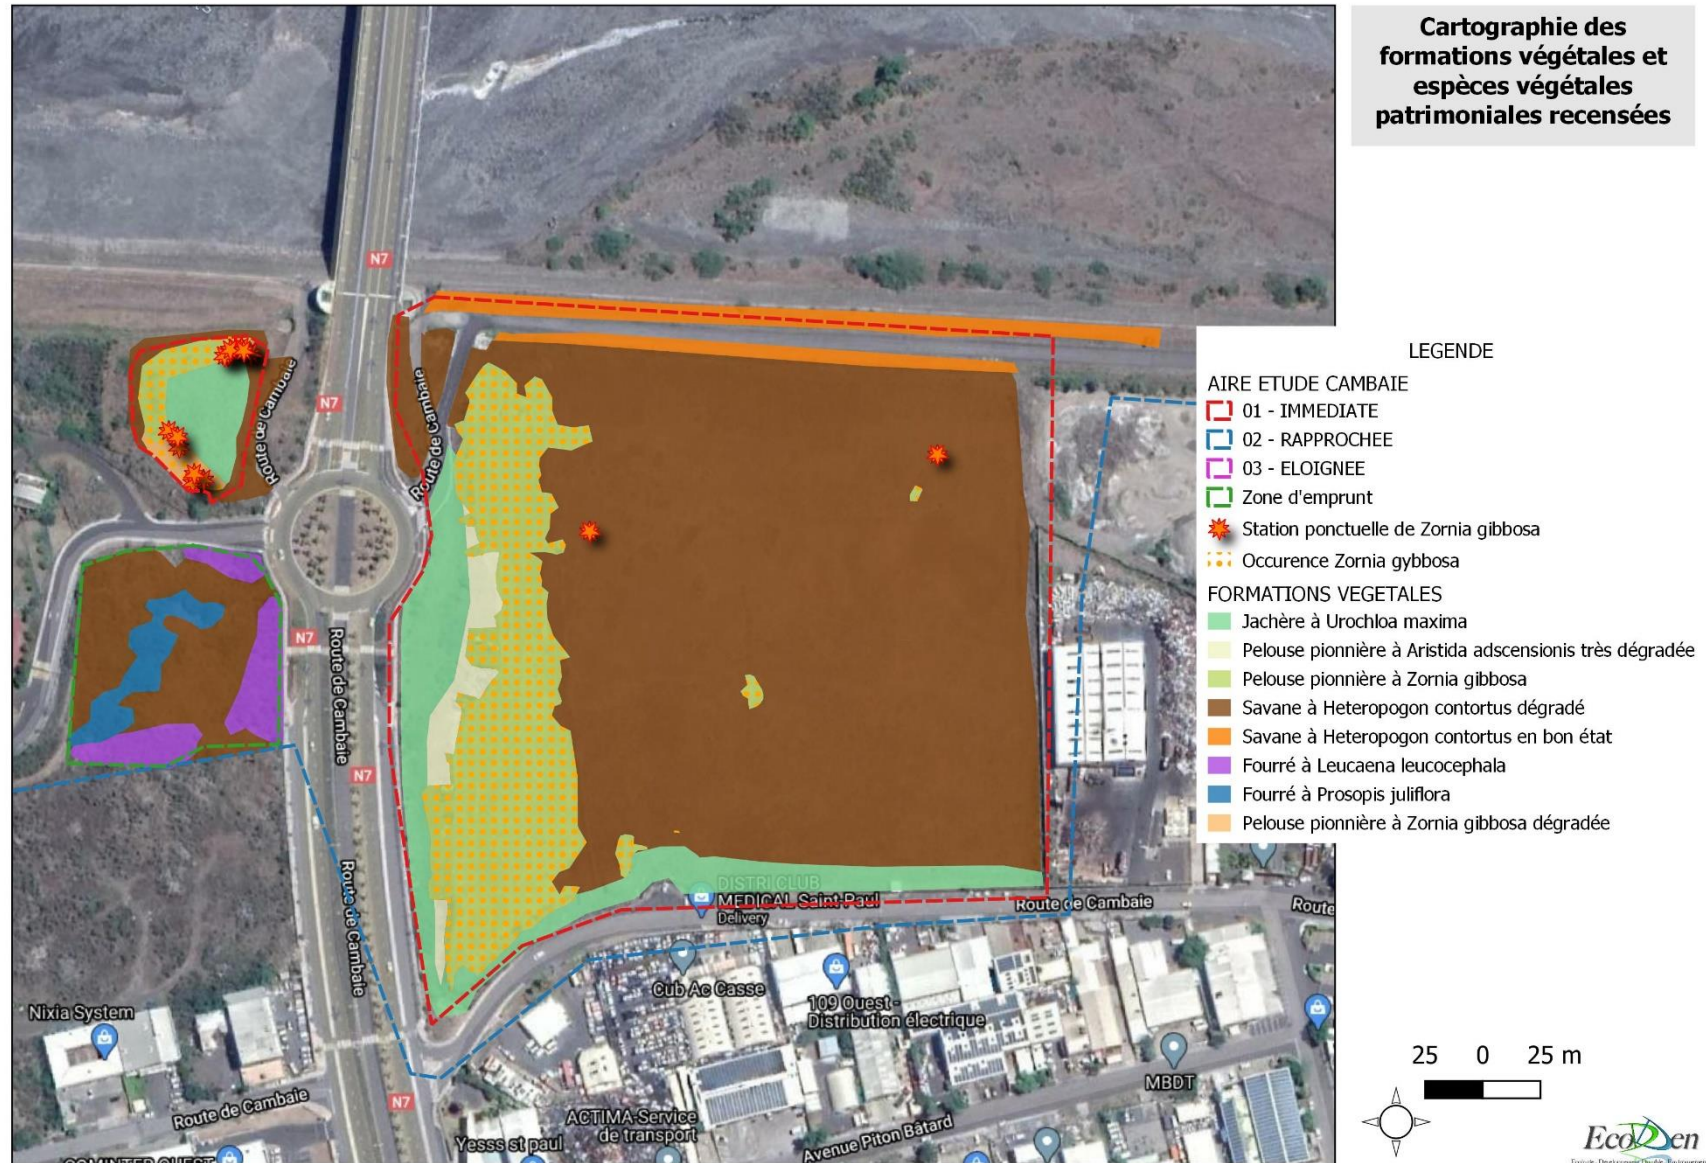 Cartographie des
formations végétales et
espèces végétales
patrimoniales recensées
N7
N7
Route de Cambaie
Route de Cambaie
N7
Route de Cambaie
N7
Route de Cambaie
DISTRI CLUB
MEDICAL Saint-Paul
Delivery
Route de Cambaie
Route
Cub Ac Casse
109 Ouest -
Distribution électrique
Nixia System
MBDT
N7
Route de Cambaie
ACTIMA-Service
de transport
Yesss st paul
Avenue Piton Bâtard
COMINTER OUEST
LEGENDE
AIRE ETUDE CAMBAIE
01 - IMMEDIATE
02 - RAPPROCHEE
03 - ELOIGNEE
Zone d'emprunt
Station ponctuelle de Zornia gibbosa
Occurence Zornia gybbosa
FORMATIONS VEGETALES
Jachère à Urochloa maxima
Pelouse pionnière à Aristida adscensionis très dégradée
Pelouse pionnière à Zornia gibbosa
Savane à Heteropogon contortus dégradé
Savane à Heteropogon contortus en bon état
Fourré à Leucaena leucocephala
Fourré à Prosopis juliflora
Pelouse pionnière à Zornia gibbosa dégradée
25 0 25 m
EcoDDen